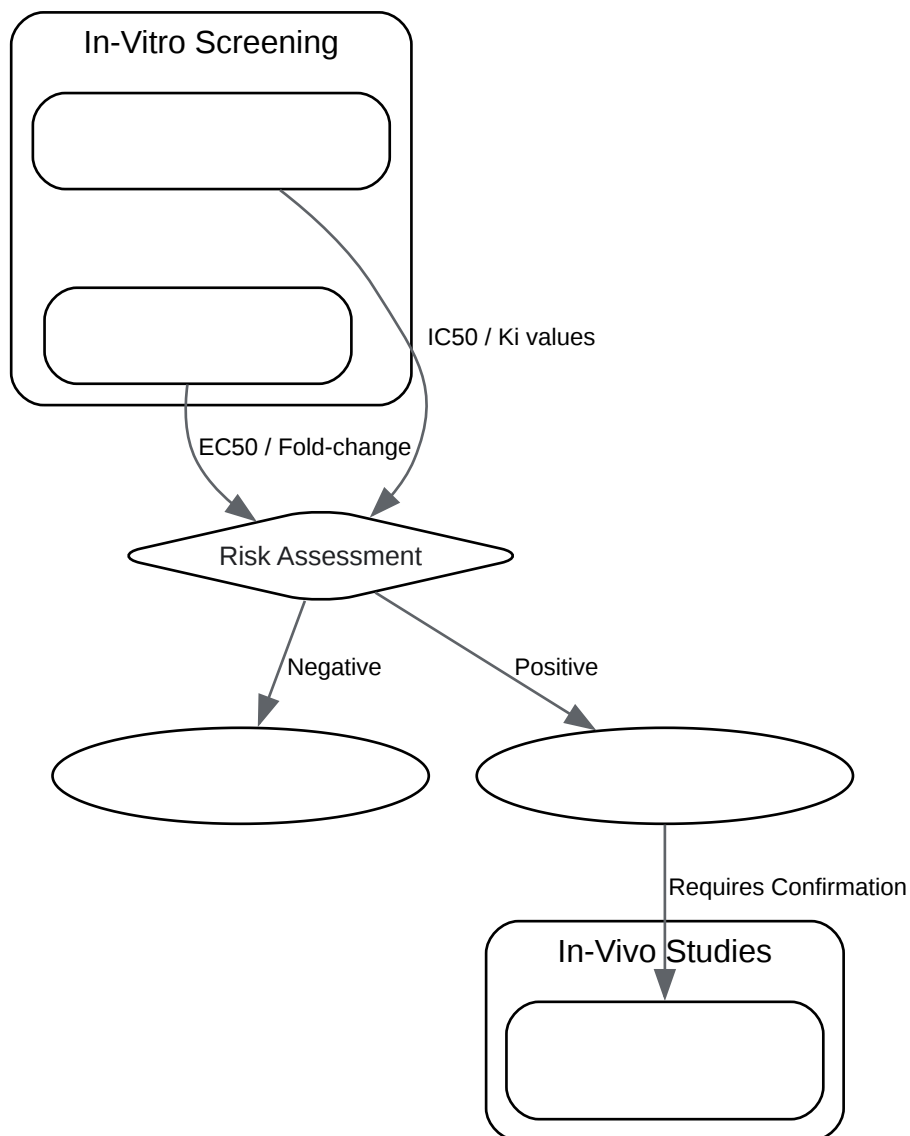 In-Vitro Screening
IC50 / Ki values
EC50 / Fold-change
Risk Assessment
Negative
Positive
Requires Confirmation
In-Vivo Studies